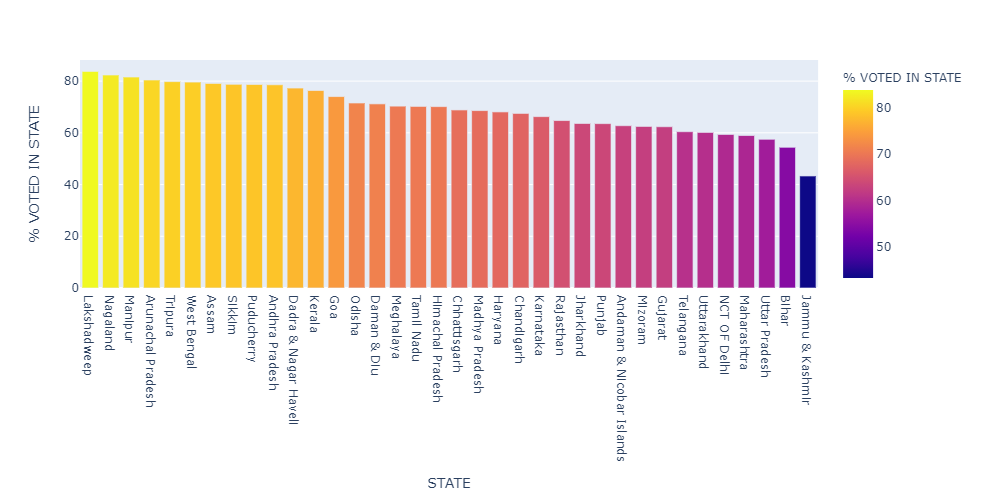 % VOTED IN STATE
80
60
40
20
0
% VOTED IN STATE
80
70
60
50
Lakshadweep
Nagaland
Manipur
Arunachal Pradesh
Tripura
West Bengal
Assam
Sikkim
Puducherry
Andhra Pradesh
Dadra & Nagar Haveli
Kerala
Goa
Odisha
Daman & Diu
Meghalaya
Tamil Nadu
Himachal Pradesh
Chhattisgarh
Madhya Pradesh
Haryana
Chandigarh
Karnataka
Rajasthan
Jharkhand
Punjab
Andaman & Nicobar Islands
Mizoram
Gujarat
Telangana
Uttarakhand
NCT OF Delhi
Maharashtra
Uttar Pradesh
Bihar
Jammu & Kashmir
STATE